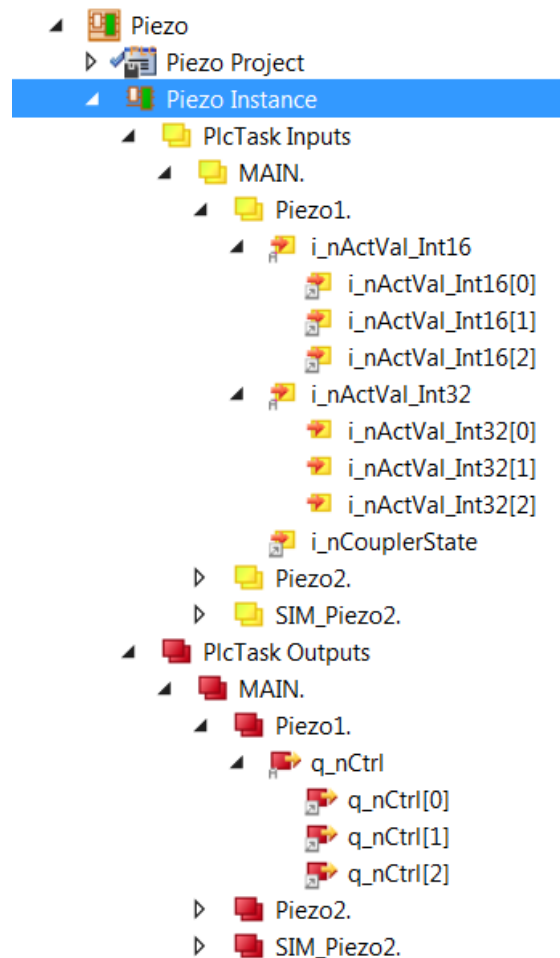 Piezo
Piezo Project
Piezo Instance
PlcTask Inputs
MAIN.
Piezo1.
i_nActVal_Int16
i_nActVal_Int16[0]
i_nActVal_Int16[1]
i_nActVal_Int16[2]
i_nActVal_Int32
i_nActVal_Int32[0]
i_nActVal_Int32[1]
i_nActVal_Int32[2]
i_nCouplerState
Piezo2.
SIM_Piezo2.
PlcTask Outputs
MAIN.
Piezo1.
q_nCtrl
q_nCtrl[0]
q_nCtrl[1]
q_nCtrl[2]
Piezo2.
SIM_Piezo2.